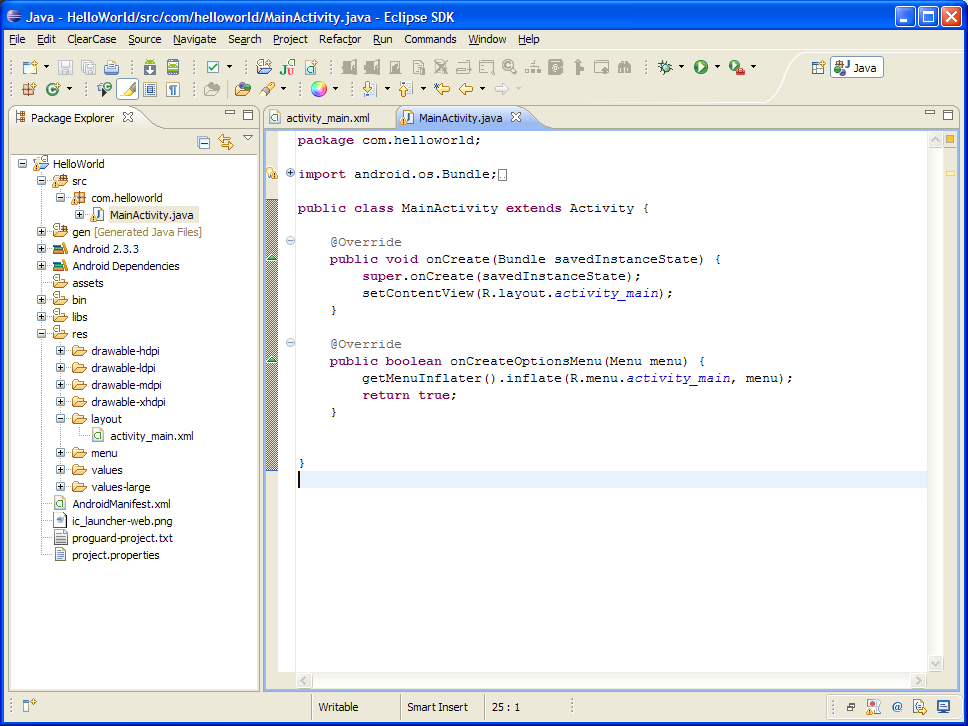 Java - HelloWorld/src/com/helloworld/MainActivity.java - Eclipse SDK
File Edit ClearCase Source Navigate Search Project Refactor Run Commands Window Help
Java
Package Explorer
activity_main.xml
MainActivity.java
HelloWorld
src
com.helloworld
MainActivity.java
gen [Generated Java Files]
Android 2.3.3
Android Dependencies
assets
bin
libs
res
drawable-hdpi
drawable-ldpi
drawable-mdpi
drawable-xhdpi
layout
activity_main.xml
menu
values
values-large
AndroidManifest.xml
ic_launcher-web.png
proguard-project.txt
project.properties
package com.helloworld;
import android.os.Bundle;
public class MainActivity extends Activity {
@Override
public void onCreate(Bundle savedInstanceState) {
super.onCreate(savedInstanceState);
setContentView(R.layout.activity_main);
}
@Override
public boolean onCreateOptionsMenu(Menu menu) {
getMenuInflater().inflate(R.menu.activity_main, menu);
return true;
}
}
Writable Smart Insert 25 : 1